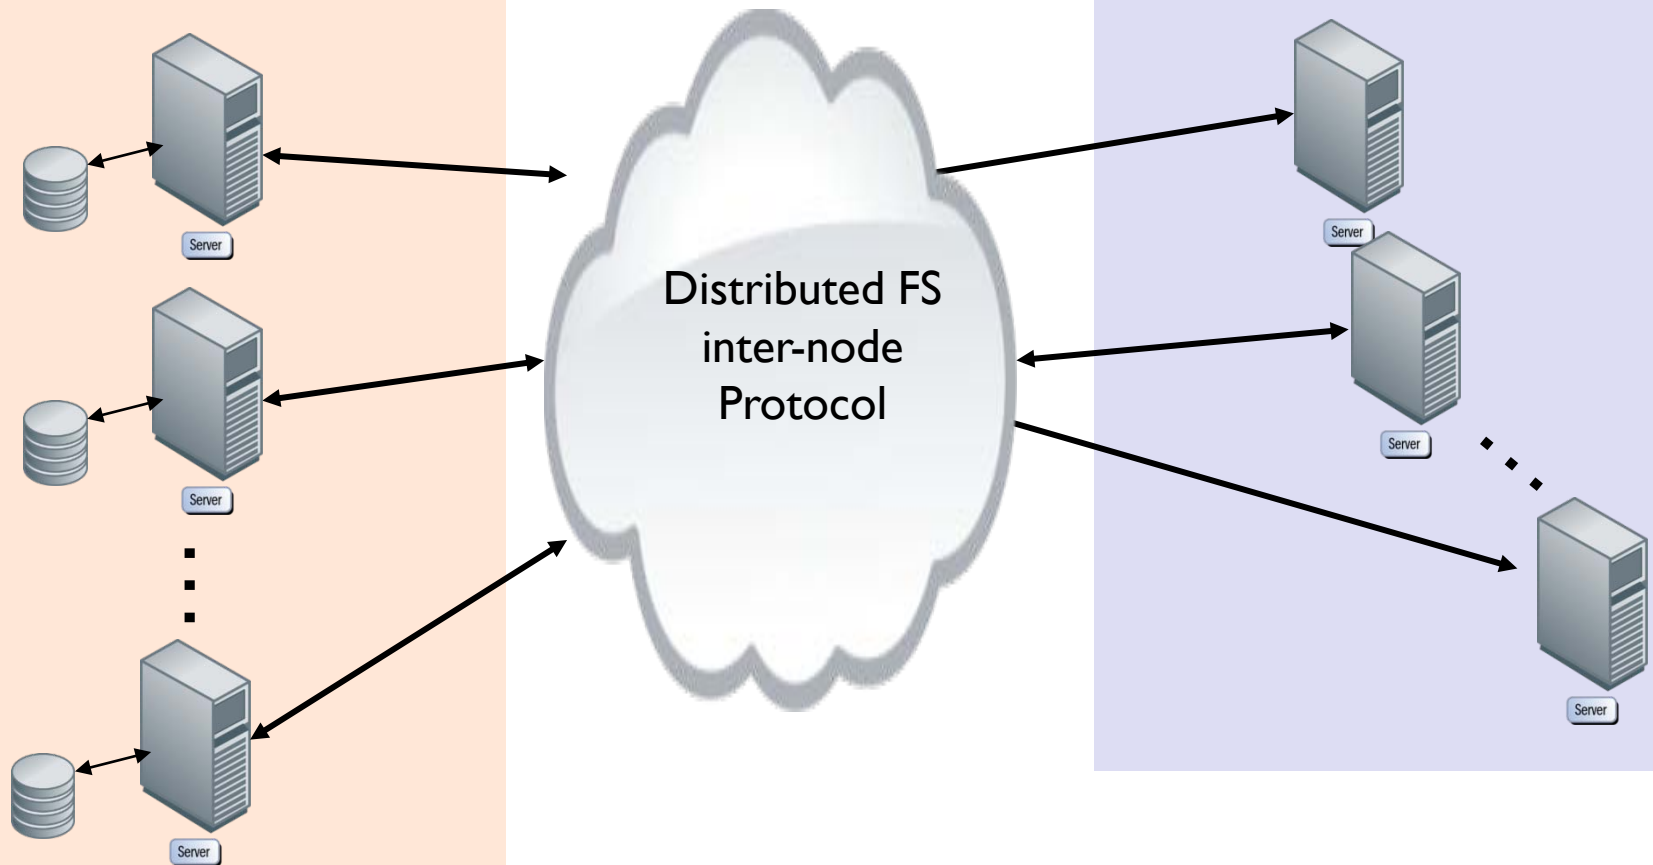 Server
Server
Server
Distributed FS
inter-node
Protocol
Server
Server
Server